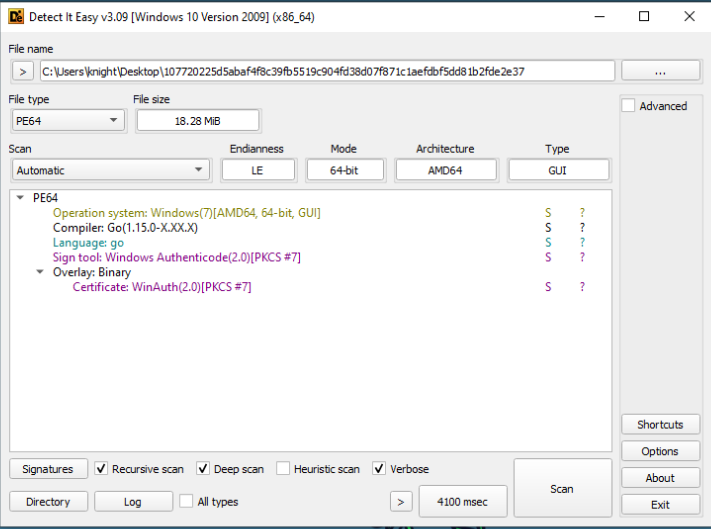 Detect It Easy v3.09 [Windows 10 Version 2009] (x86_64)
File name
> C:\Users\knight\Desktop\107720225d5abaf4f8c39fb5519c904fd38d07f871c1aefdbf5dd81b2fde2e37 ...
File type File size Advanced
PE64 18.28 MiB
Scan Endianness Mode Architecture Type
Automatic LE 64-bit AMD64 GUI
PE64
Operation system: Windows(7)[AMD64, 64-bit, GUI] S ?
Compiler: Go(1.15.0-X.XX.X) S ?
Language: go S ?
Sign tool: Windows Authenticode(2.0)[PKCS #7] S ?
Overlay: Binary
Certificate: WinAuth(2.0)[PKCS #7] S ?
Shortcuts
Options
Signatures Recursive scan Deep scan Heuristic scan Verbose Scan About
Directory Log All types > 4100 msec Exit